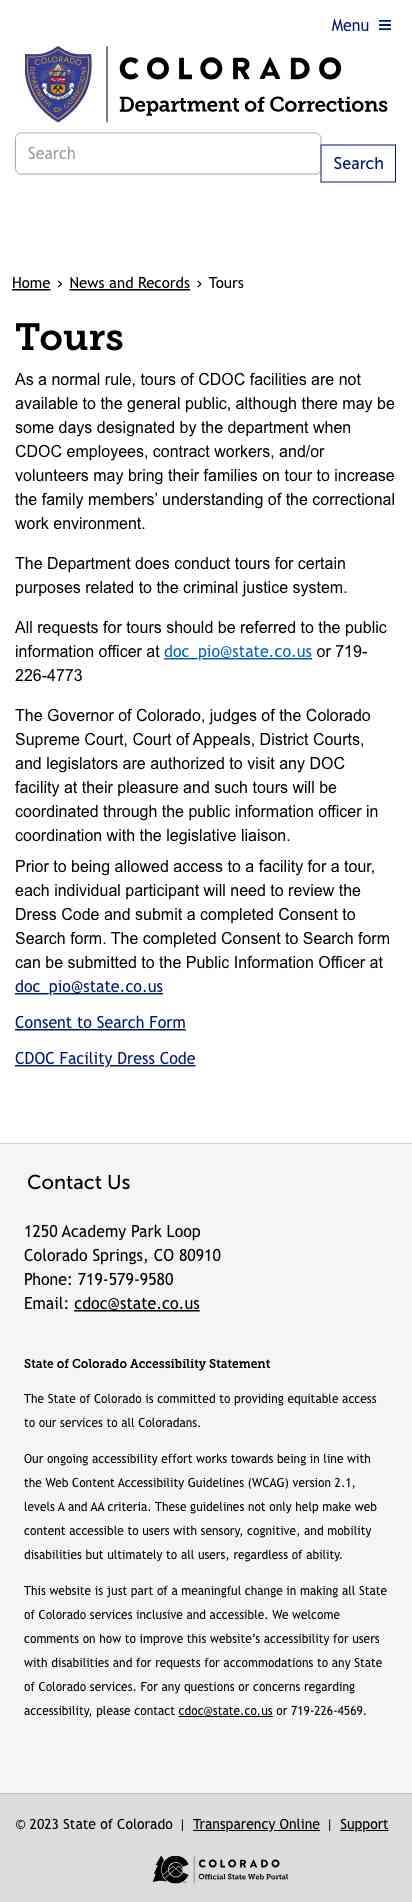 Menu ≡
COLORADO
Department of Corrections
Search
Search
Home › News and Records › Tours
Tours
As a normal rule, tours of CDOC facilities are not
available to the general public, although there may be
some days designated by the department when
CDOC employees, contract workers, and/or
volunteers may bring their families on tour to increase
the family members’ understanding of the correctional
work environment.
The Department does conduct tours for certain
purposes related to the criminal justice system.
All requests for tours should be referred to the public
information officer at doc_pio@state.co.us or 719-
226-4773
The Governor of Colorado, judges of the Colorado
Supreme Court, Court of Appeals, District Courts,
and legislators are authorized to visit any DOC
facility at their pleasure and such tours will be
coordinated through the public information officer in
coordination with the legislative liaison.
Prior to being allowed access to a facility for a tour,
each individual participant will need to review the
Dress Code and submit a completed Consent to
Search form. The completed Consent to Search form
can be submitted to the Public Information Officer at
doc_pio@state.co.us
Consent to Search Form
CDOC Facility Dress Code
Contact Us
1250 Academy Park Loop
Colorado Springs, CO 80910
Phone: 719-579-9580
Email: cdoc@state.co.us
State of Colorado Accessibility Statement
The State of Colorado is committed to providing equitable access
to our services to all Coloradans.
Our ongoing accessibility effort works towards being in line with
the Web Content Accessibility Guidelines (WCAG) version 2.1,
levels A and AA criteria. These guidelines not only help make web
content accessible to users with sensory, cognitive, and mobility
disabilities but ultimately to all users, regardless of ability.
This website is just part of a meaningful change in making all State
of Colorado services inclusive and accessible. We welcome
comments on how to improve this website’s accessibility for users
with disabilities and for requests for accommodations to any State
of Colorado services. For any questions or concerns regarding
accessibility, please contact cdoc@state.co.us or 719-226-4569.
© 2023 State of Colorado | Transparency Online | Support
COLORADO
Official State Web Portal